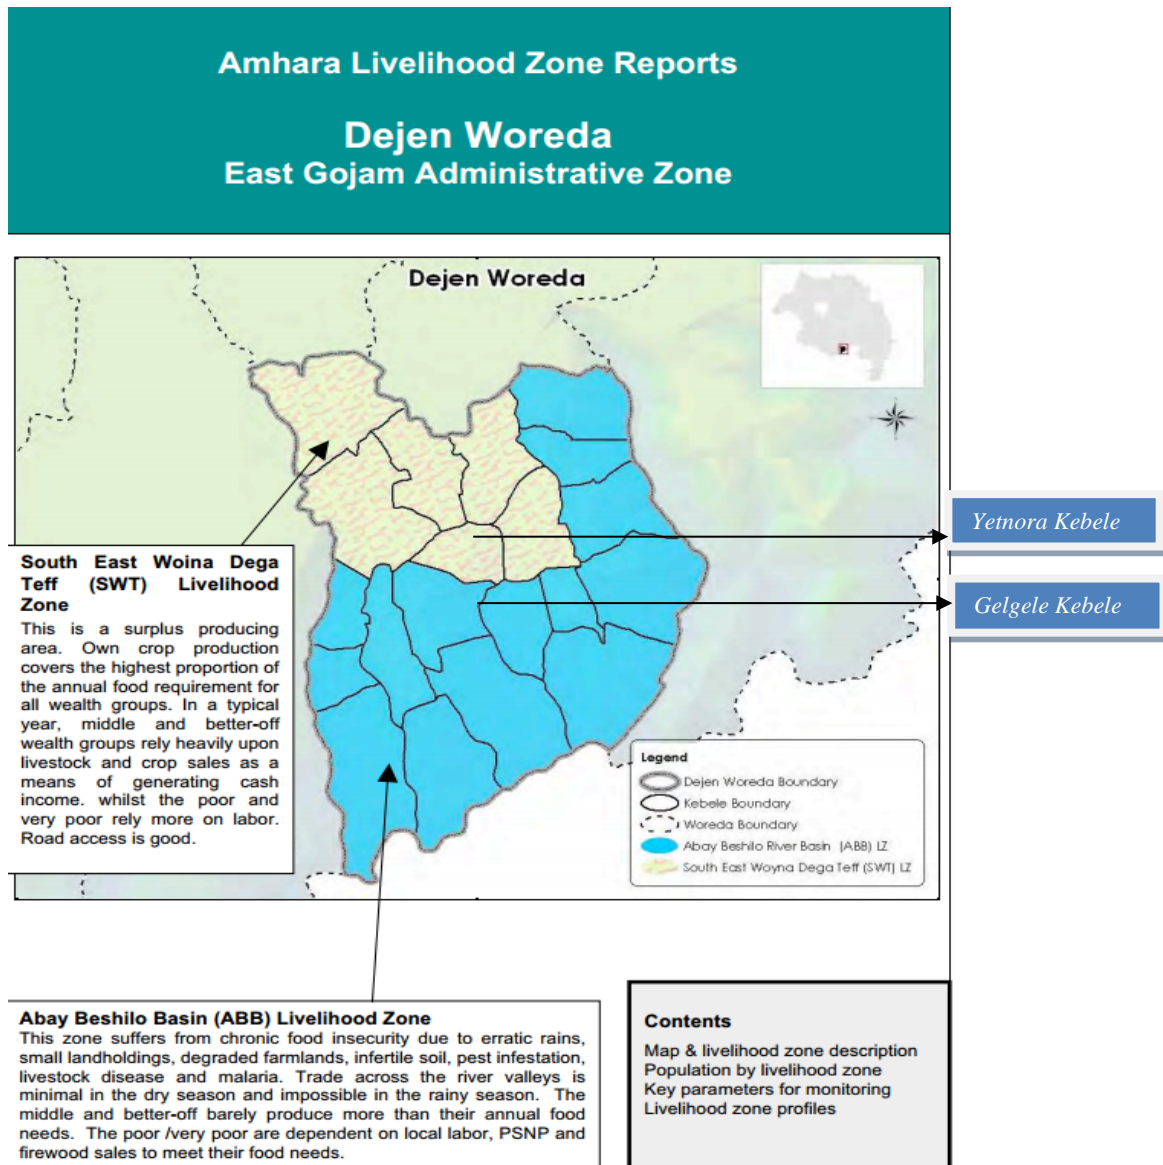 Amhara Livelihood Zone Reports
Dejen Woreda
East Gojam Administrative Zone
Dejen Woreda
Yetnora Kebele
Gelgele Kebele
South East Woina Dega
Teff (SWT) Livelihood
Zone
This is a surplus producing
area. Own crop production
covers the highest proportion of
the annual food requirement for
all wealth groups. In a typical
year, middle and better-off
wealth groups rely heavily upon
livestock and crop sales as a
means of generating cash
income. whilst the poor and
very poor rely more on labor.
Road access is good.
Legend
Dejen Woreda Boundary
Kebele Boundary
Woreda Boundary
Abay Beshilo River Basin (ABB) LZ
South East Woyna Dega Teff (SWT) LZ
Abay Beshilo Basin (ABB) Livelihood Zone
This zone suffers from chronic food insecurity due to erratic rains,
small landholdings, degraded farmlands, infertile soil, pest infestation,
livestock disease and malaria. Trade across the river valleys is
minimal in the dry season and impossible in the rainy season. The
middle and better-off barely produce more than their annual food
needs. The poor /very poor are dependent on local labor, PSNP and
firewood sales to meet their food needs.
Contents
Map & livelihood zone description
Population by livelihood zone
Key parameters for monitoring
Livelihood zone profiles